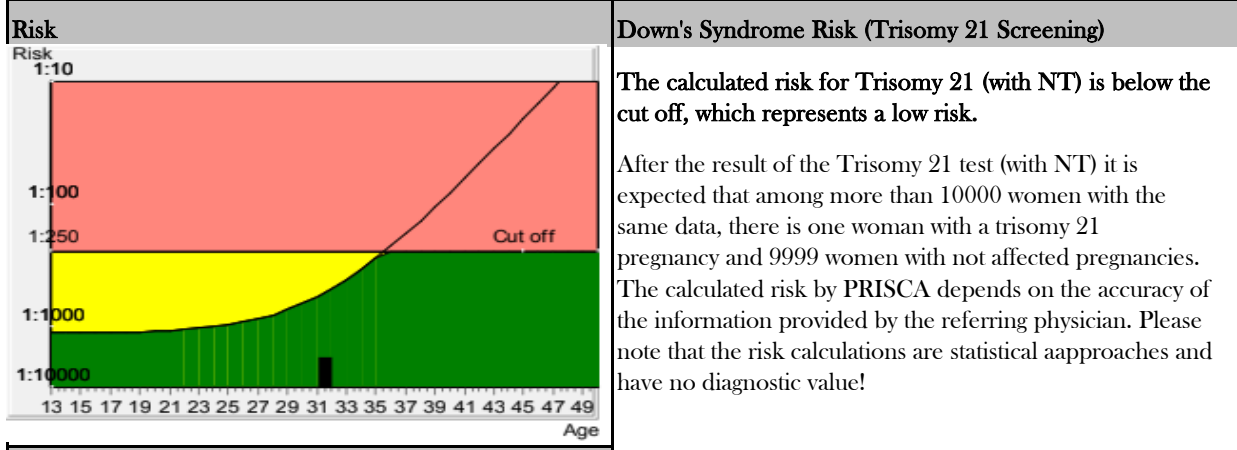 Risk
Down's Syndrome Risk (Trisomy 21 Screening)
Risk
1:10
1:100
1:250
Cut off
1:1000
1:10000
13 15 17 19 21 23 25 27 29 31 33 35 37 39 41 43 45 47 49
Age
The calculated risk for Trisomy 21 (with NT) is below the
cut off, which represents a low risk.
After the result of the Trisomy 21 test (with NT) it is
expected that among more than 10000 women with the
same data, there is one woman with a trisomy 21
pregnancy and 9999 women with not affected pregnancies.
The calculated risk by PRISCA depends on the accuracy of
the information provided by the referring physician. Please
note that the risk calculations are statistical aapproaches and
have no diagnostic value!